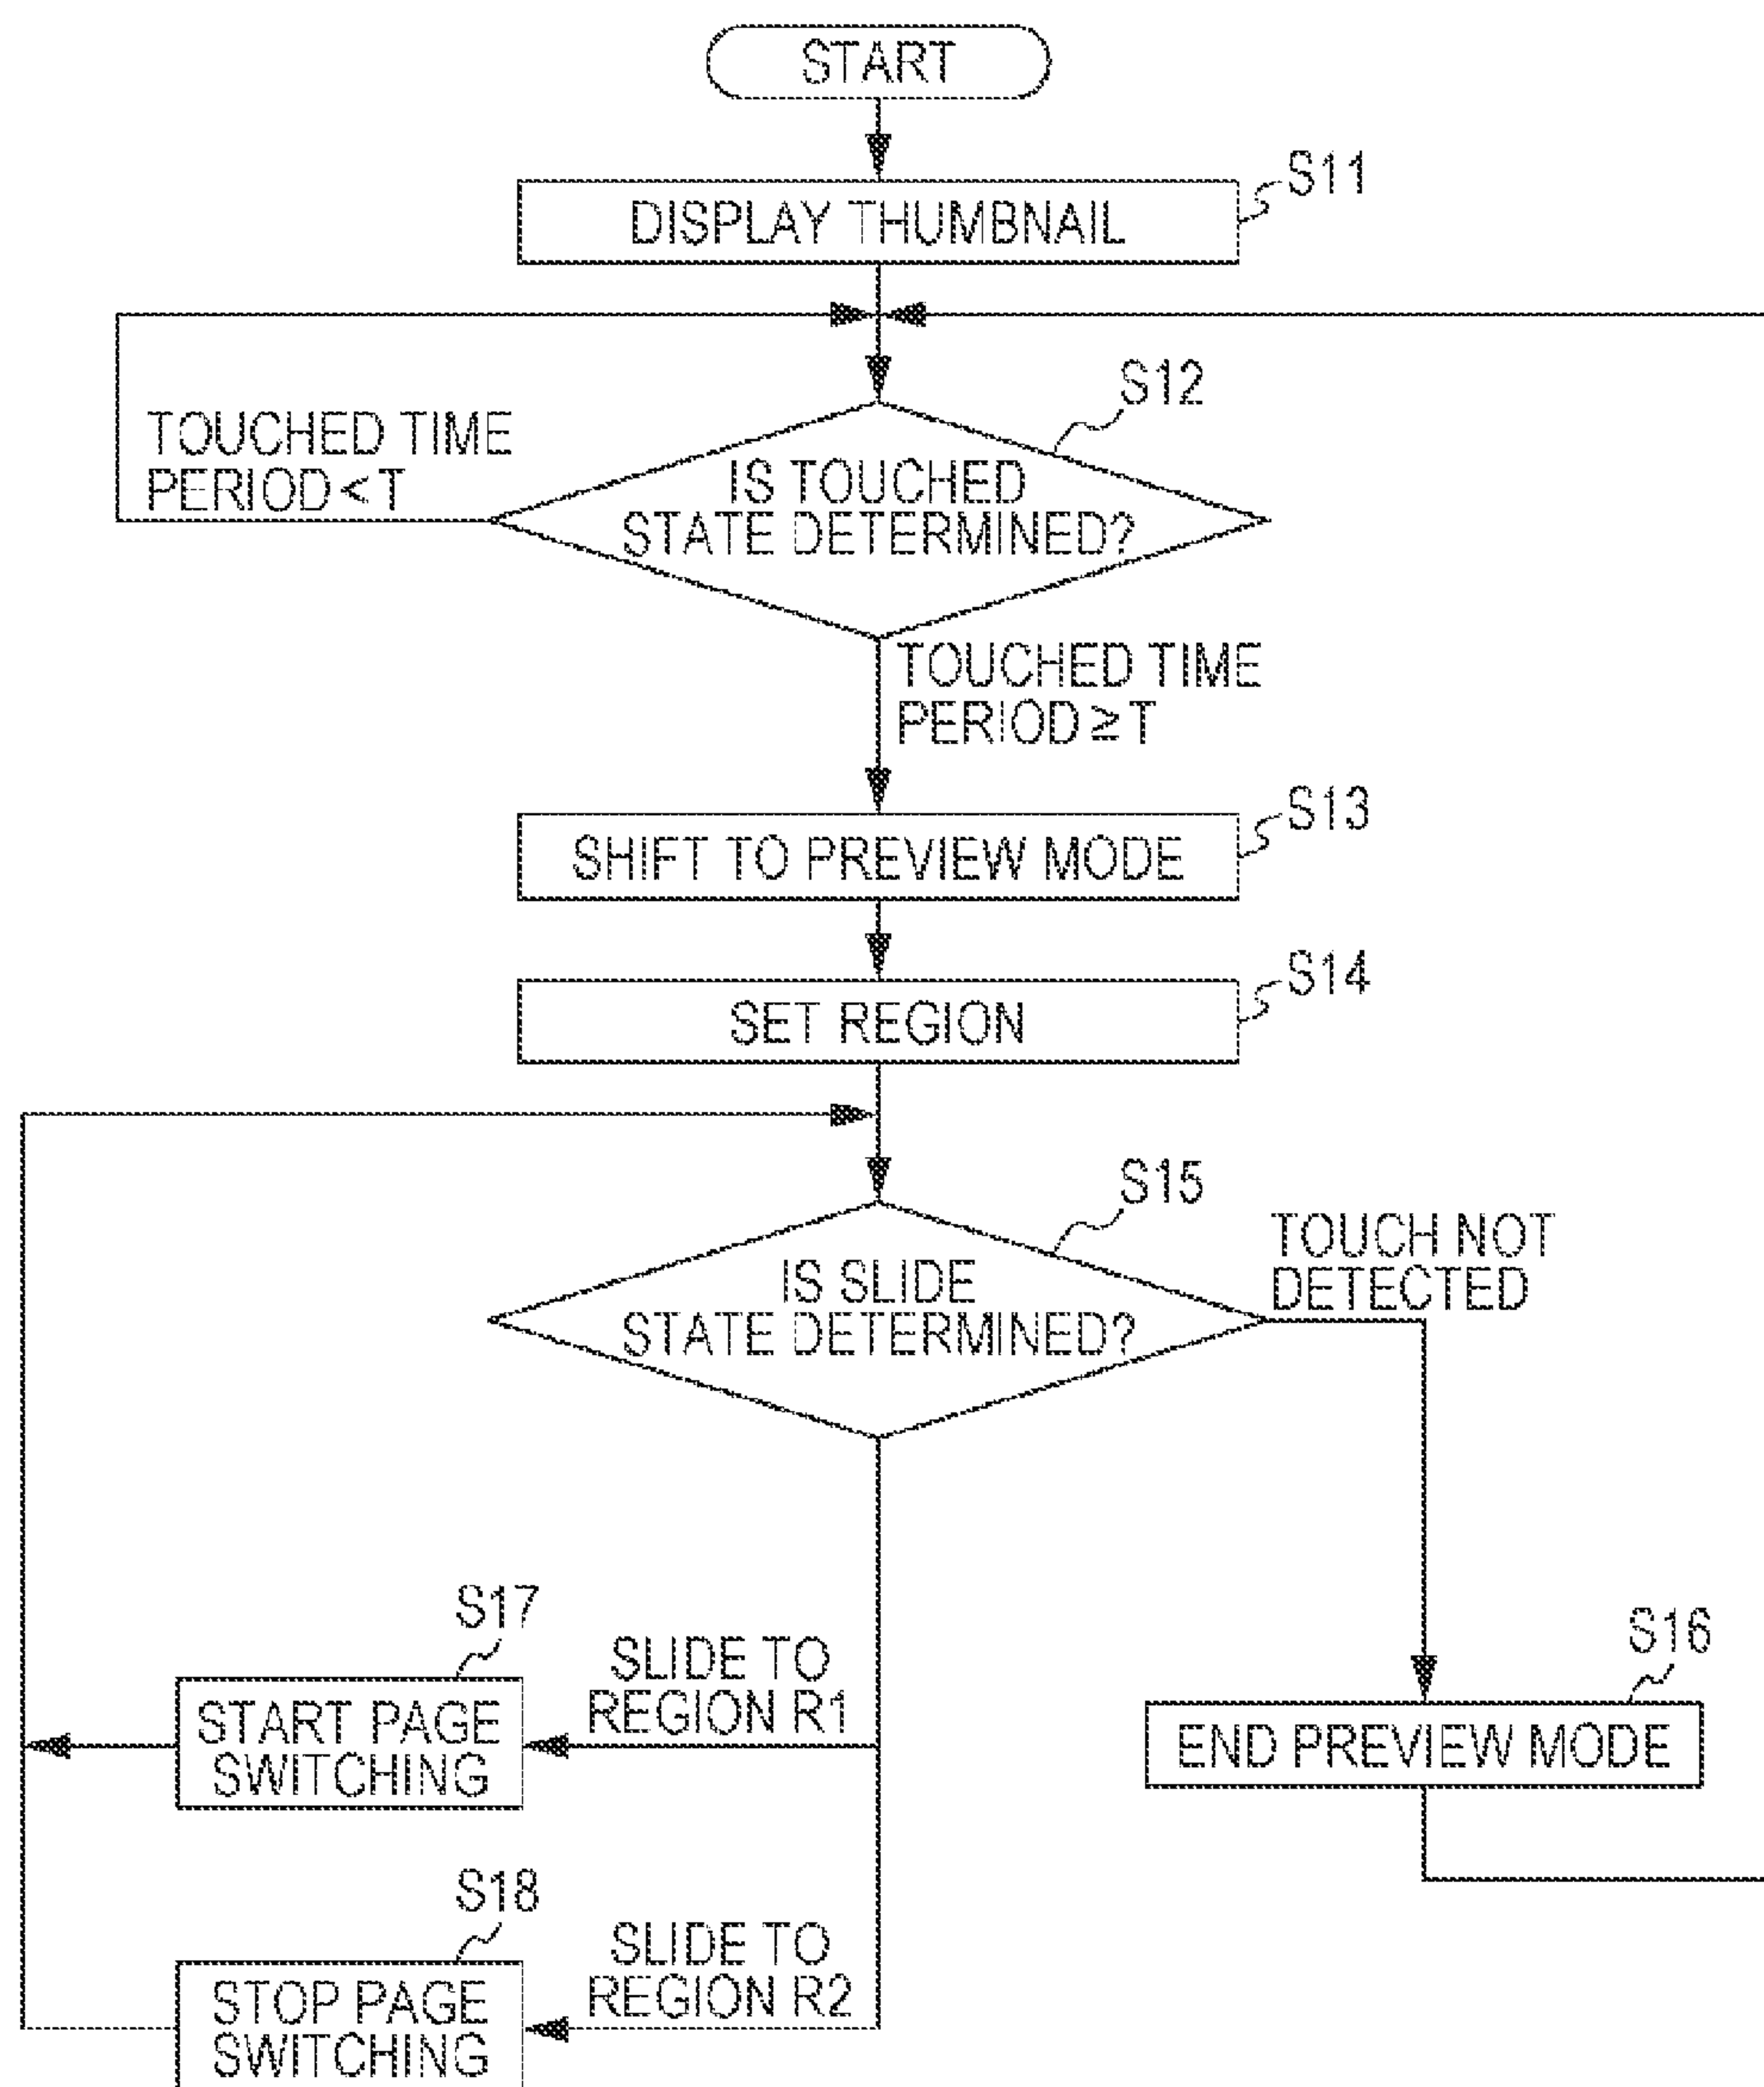 START
S11
DISPLAY THUMBNAIL
S12
TOUCHED TIME
PERIOD<T
IS TOUCHED
STATE DETERMINED?
TOUCHED TIME
PERIOD≥T
S13
SHIFT TO PREVIEW MODE
S14
SET REGION
S15
TOUCH NOT
DETECTED
IS SLIDE
STATE DETERMINED?
S17
SLIDE TO
REGION R1
START PAGE
SWITCHING
S16
END PREVIEW MODE
S18
SLIDE TO
REGION R2
STOP PAGE
SWITCHING